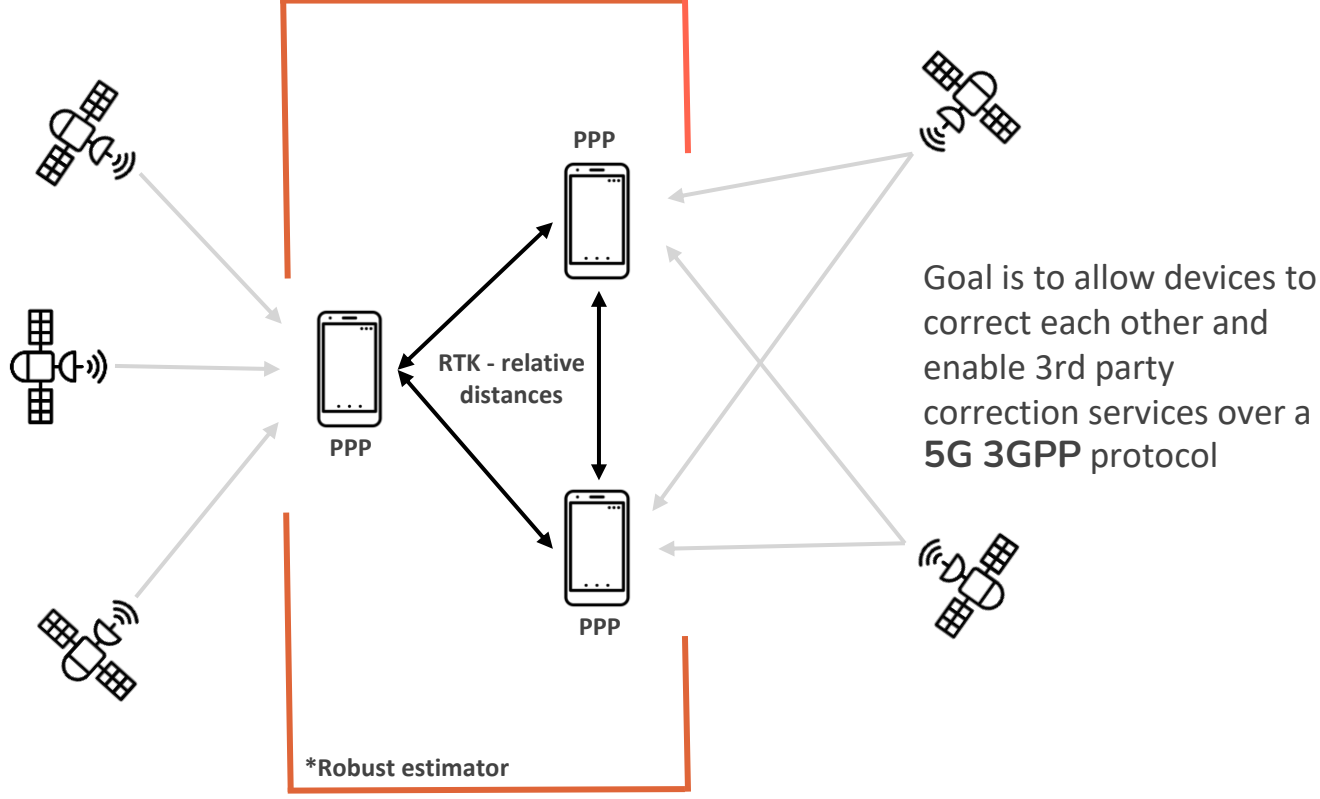 PPP
RTK - relative
distances
PPP
PPP
*Robust estimator
Goal is to allow devices to
correct each other and
enable 3rd party
correction services over a
5G 3GPP protocol